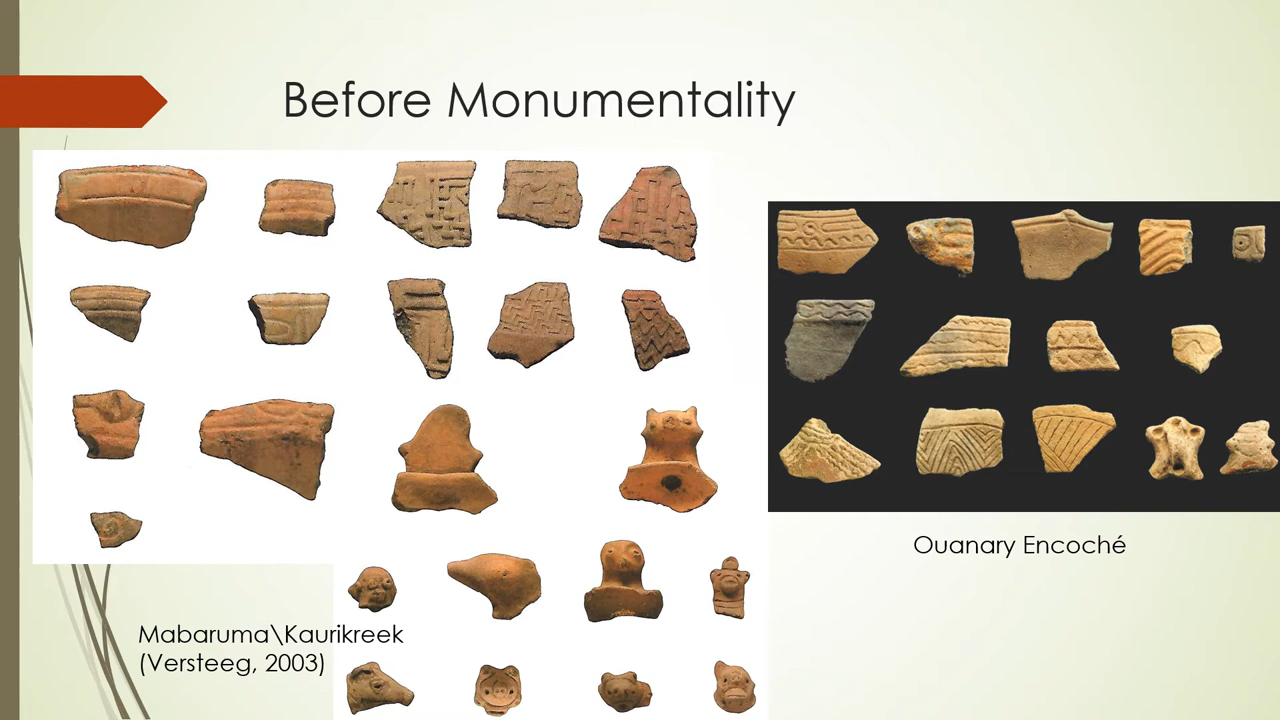 Before Monumentality
Ouanary Encoché
Mabaruma\Kaurikreek
(Versteeg, 2003)